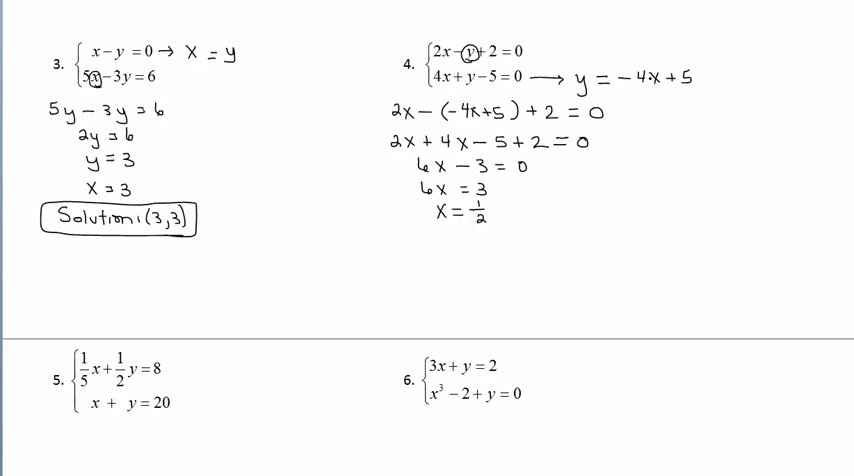 3. x − y = 0 → x = y
5x − 3y = 6
5y − 3y = 6
2y = 6
y = 3
x = 3
Solution: (3,3)
4. 2x − y + 2 = 0
4x + y − 5 = 0 → y = −4x + 5
2x − (−4x+5) + 2 = 0
2x + 4x − 5 + 2 = 0
6x − 3 = 0
6x = 3
x = 1/2
5. 1/5 x + 1/2 y = 8
x + y = 20
6. 3x + y = 2
x³ − 2 + y = 0